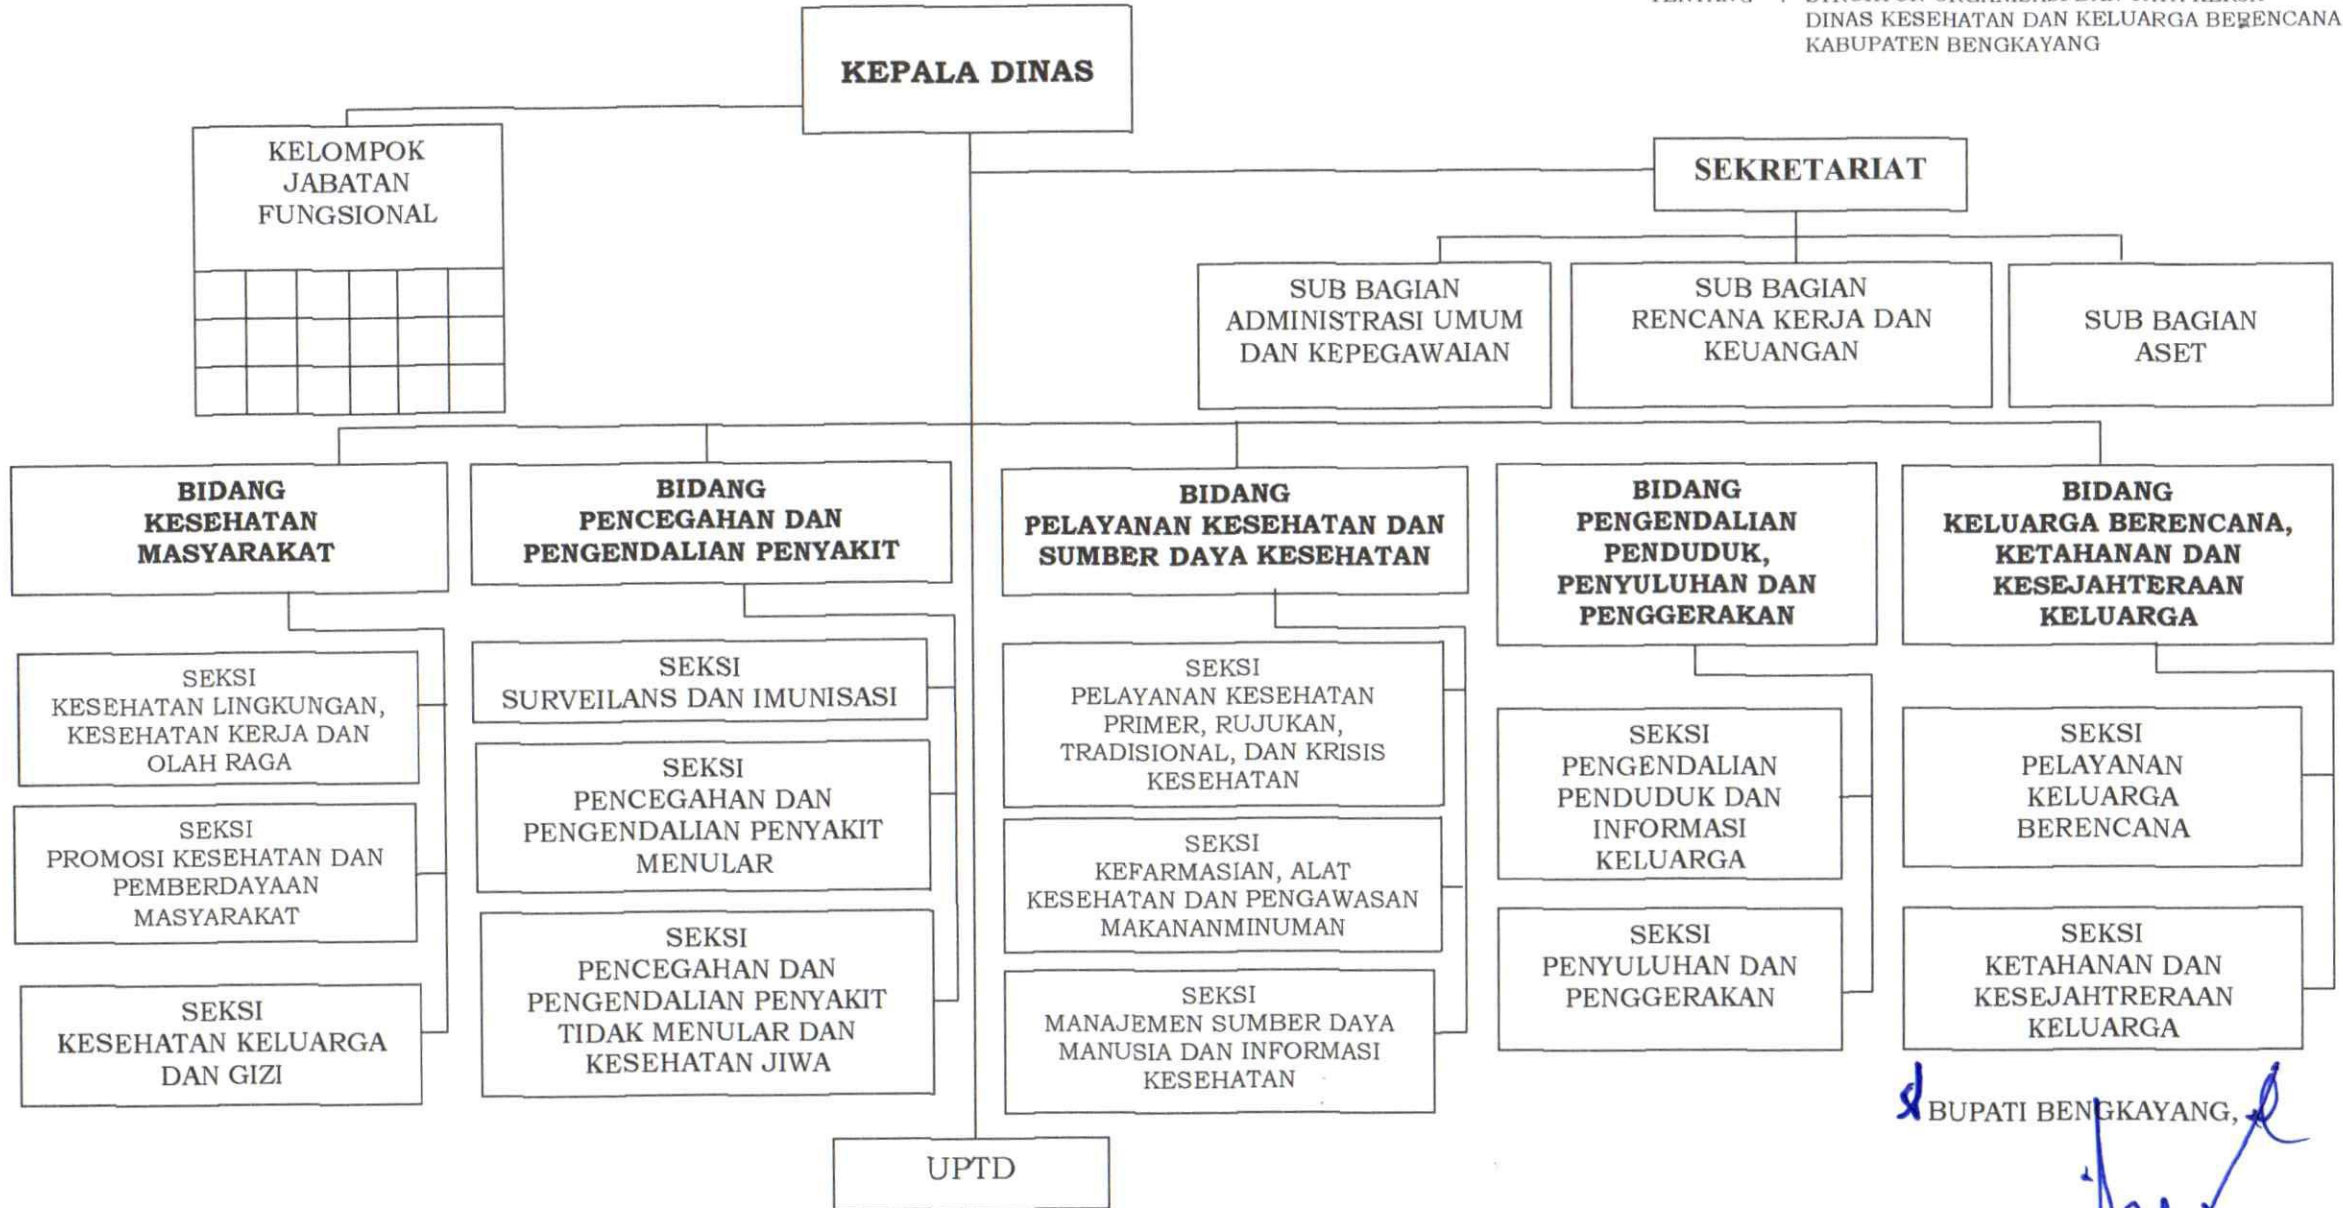 DINAS KESEHATAN DAN KELUARGA BERENCANA
KABUPATEN BENGKAYANG
KEPALA DINAS
KELOMPOK
JABATAN
FUNGSIONAL
SEKRETARIAT
SUB BAGIAN
ADMINISTRASI UMUM
DAN KEPEGAWAIAN
SUB BAGIAN
RENCANA KERJA DAN
KEUANGAN
SUB BAGIAN
ASET
BIDANG
KESEHATAN
MASYARAKAT
BIDANG
PENCEGAHAN DAN
PENGENDALIAN PENYAKIT
BIDANG
PELAYANAN KESEHATAN DAN
SUMBER DAYA KESEHATAN
BIDANG
PENGENDALIAN
PENDUDUK,
PENYULUHAN DAN
PENGGERAKAN
BIDANG
KELUARGA BERENCANA,
KETAHANAN DAN
KESEJAHTERAAN
KELUARGA
SEKSI
KESEHATAN LINGKUNGAN,
KESEHATAN KERJA DAN
OLAH RAGA
SEKSI
PROMOSI KESEHATAN DAN
PEMBERDAYAAN
MASYARAKAT
SEKSI
KESEHATAN KELUARGA
DAN GIZI
SEKSI
SURVEILANS DAN IMUNISASI
SEKSI
PENCEGAHAN DAN
PENGENDALIAN PENYAKIT
MENULAR
SEKSI
PENCEGAHAN DAN
PENGENDALIAN PENYAKIT
TIDAK MENULAR DAN
KESEHATAN JIWA
SEKSI
PELAYANAN KESEHATAN
PRIMER, RUJUKAN,
TRADISIONAL, DAN KRISIS
KESEHATAN
SEKSI
KEFARMASIAN, ALAT
KESEHATAN DAN PENGAWASAN
MAKANANMINUMAN
SEKSI
MANAJEMEN SUMBER DAYA
MANUSIA DAN INFORMASI
KESEHATAN
SEKSI
PENGENDALIAN
PENDUDUK DAN
INFORMASI
KELUARGA
SEKSI
PENYULUHAN DAN
PENGGERAKAN
SEKSI
PELAYANAN
KELUARGA
BERENCANA
SEKSI
KETAHANAN DAN
KESEJAHTRERAAN
KELUARGA
UPTD
BUPATI BENGKAYANG,